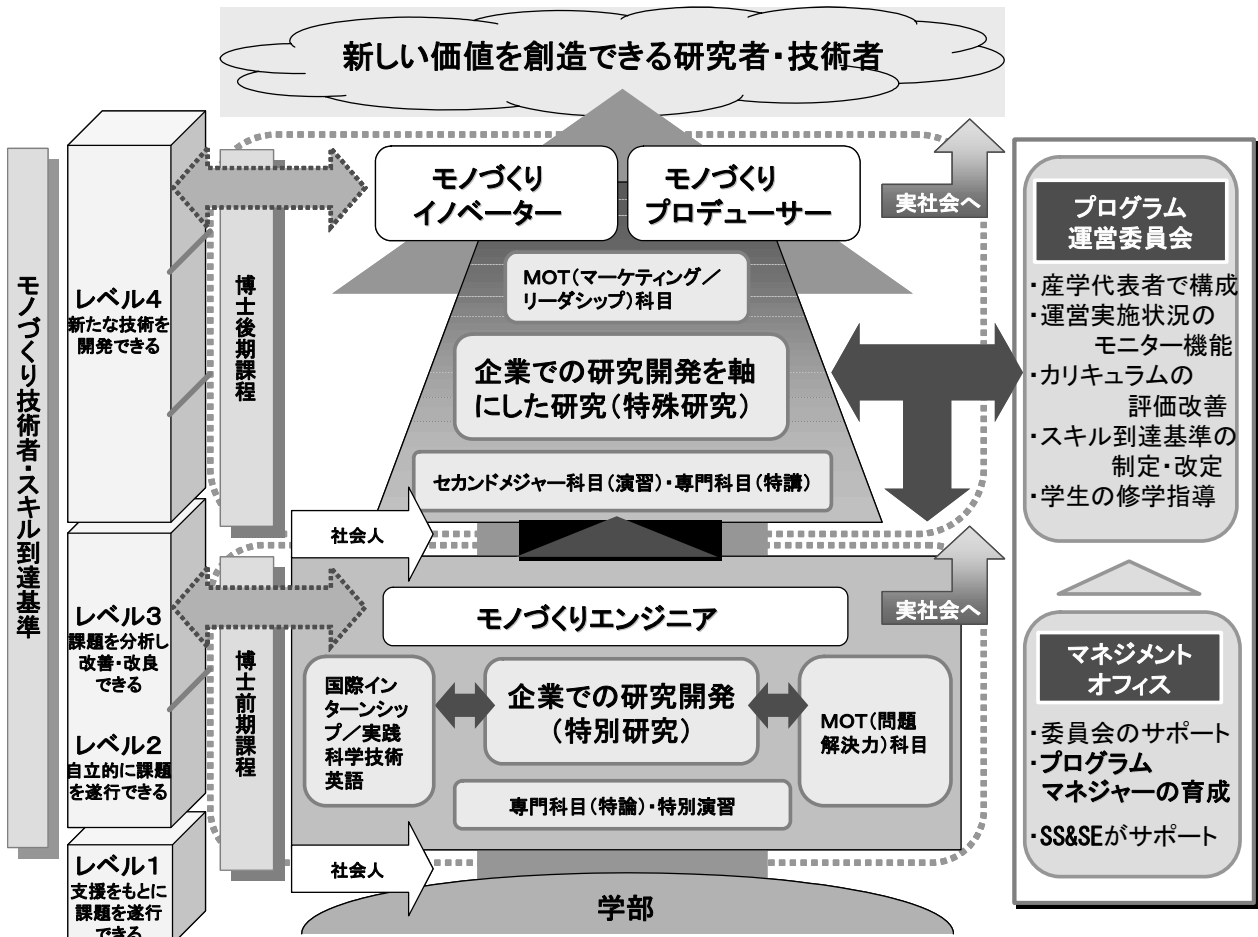 新しい価値を創造できる研究者・技術者
モノづくり技術者・スキル到達基準
レベル4
新たな技術を
開発できる
レベル3
課題を分析し
改善・改良
できる
レベル2
自立的に課題
を遂行できる
レベル1
支援をもとに
課題を遂行
できる
博士後期課程
博士前期課程
モノづくり
イノベーター
モノづくり
プロデューサー
実社会へ
MOT(マーケティング／
リーダシップ)科目
企業での研究開発を軸
にした研究(特殊研究)
セカンドメジャー科目(演習)・専門科目(特講)
社会人
実社会へ
モノづくりエンジニア
国際イン
ターンシッ
プ／実践
科学技術
英語
企業での研究開発
(特別研究)
MOT(問題
解決力)科目
専門科目(特論)・特別演習
社会人
学部
プログラム
運営委員会
・産学代表者で構成
・運営実施状況の
モニター機能
・カリキュラムの
評価改善
・スキル到達基準の
制定・改定
・学生の修学指導
マネジメント
オフィス
・委員会のサポート
・プログラム
マネジャーの育成
・SS&SEがサポート